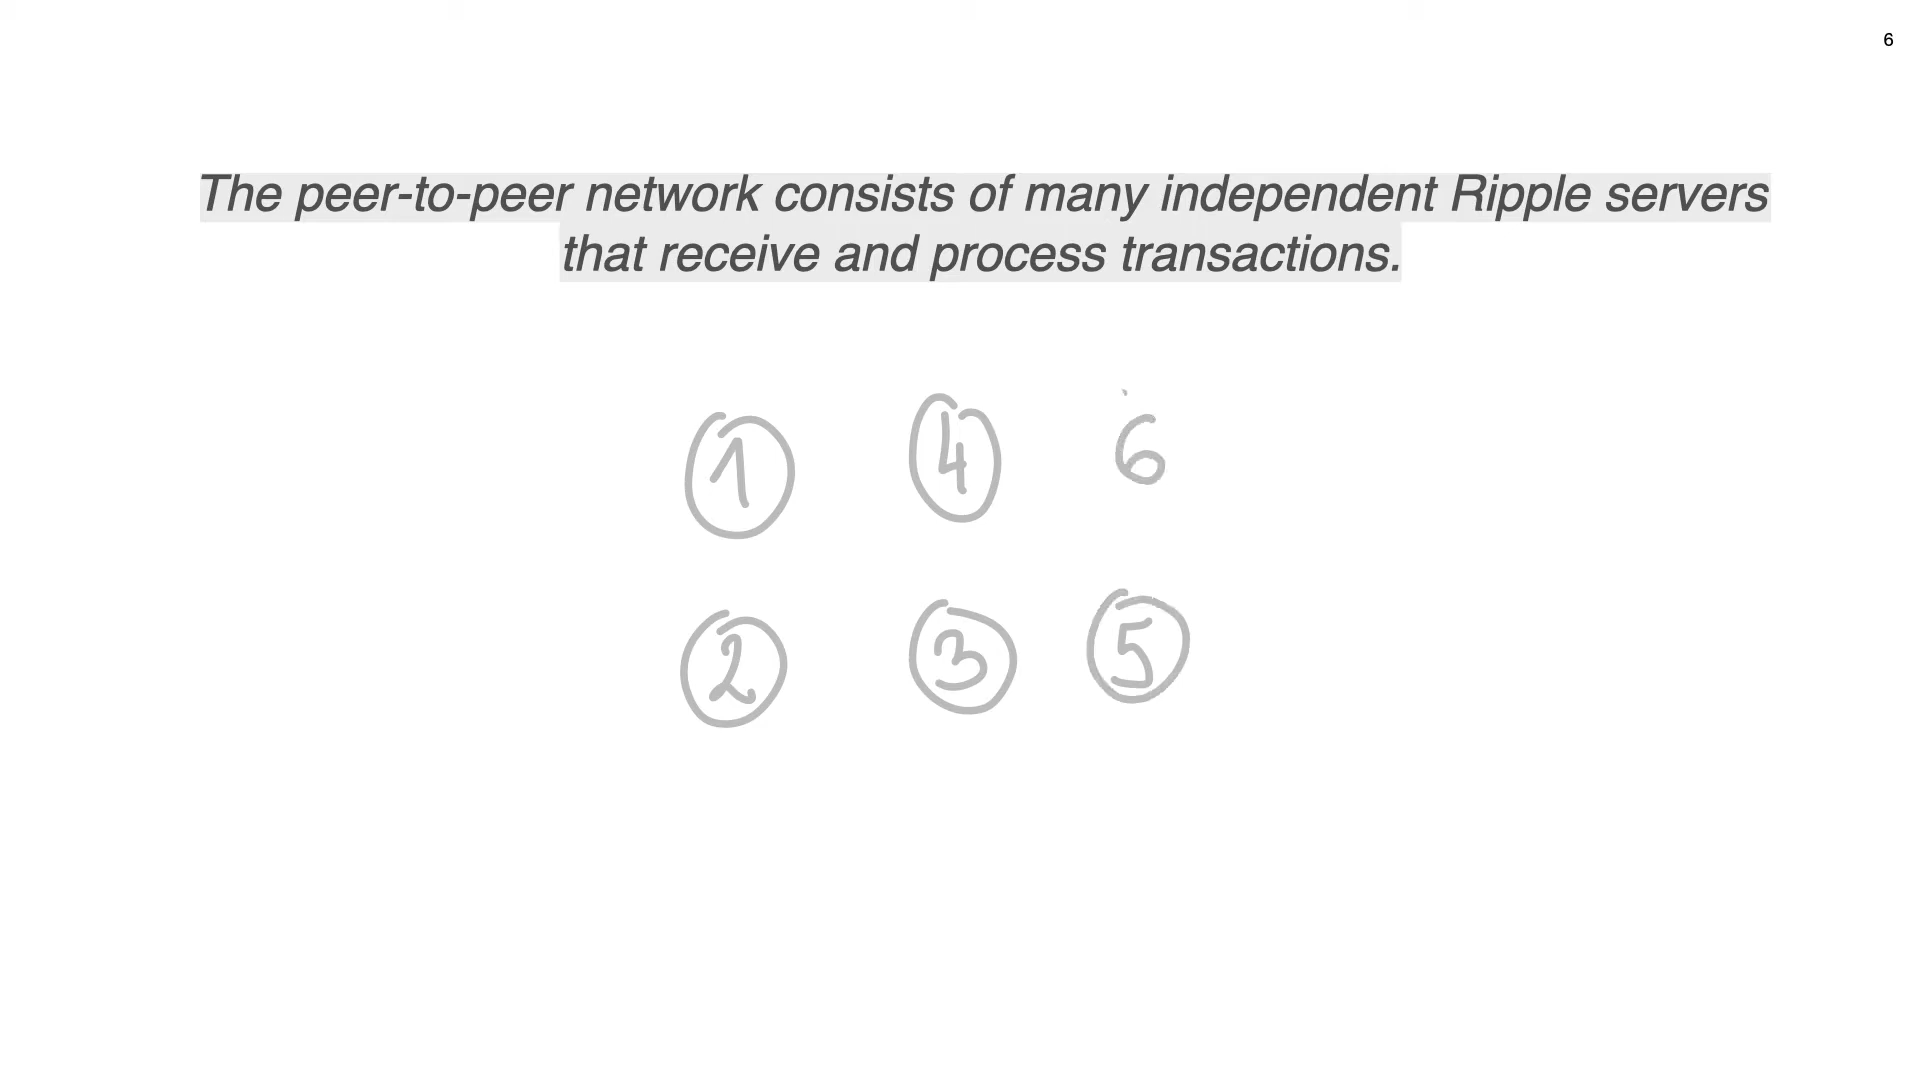 6
The peer-to-peer network consists of many independent Ripple servers
that receive and process transactions.
1 4 6
2 3 5